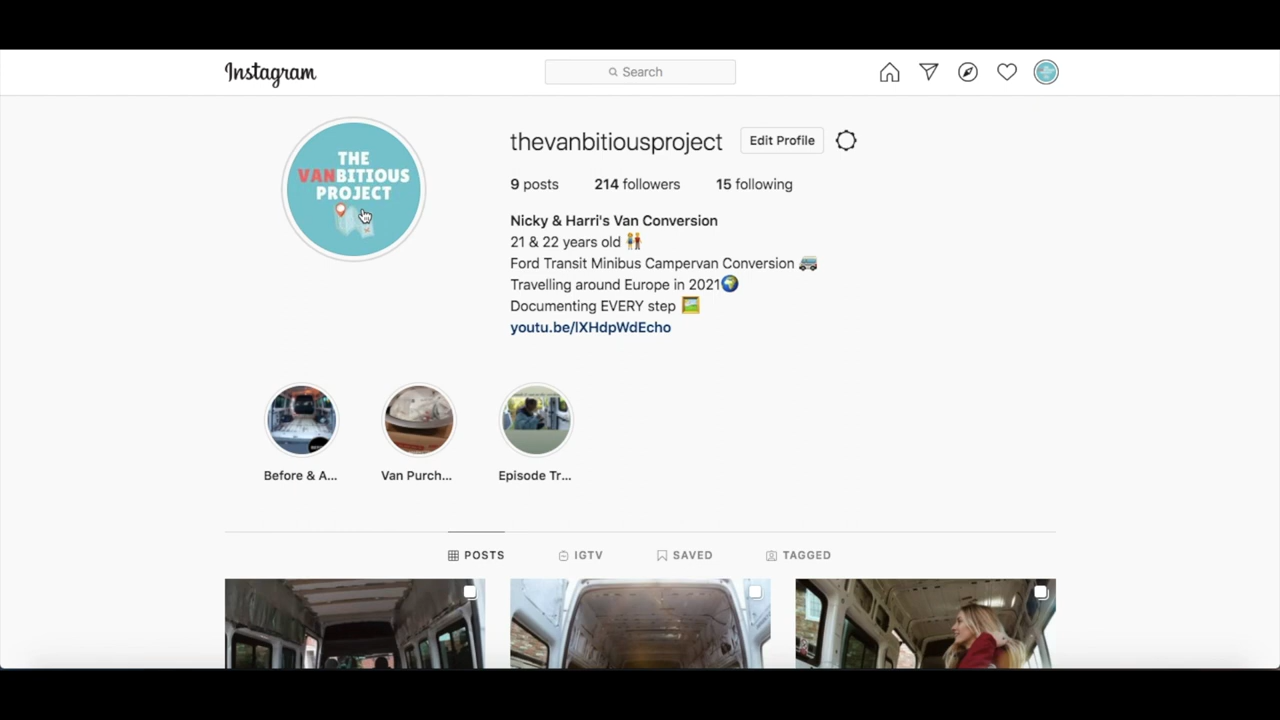 Instagram
Search
THE
VANBITIOUS
PROJECT
thevanbitiousproject
Edit Profile
9 posts 214 followers 15 following
Nicky & Harri's Van Conversion
21 & 22 years old
Ford Transit Minibus Campervan Conversion
Travelling around Europe in 2021
Documenting EVERY step
youtu.be/lXHdpWdEcho
Before & A... Van Purch... Episode Tr...
POSTS IGTV SAVED TAGGED